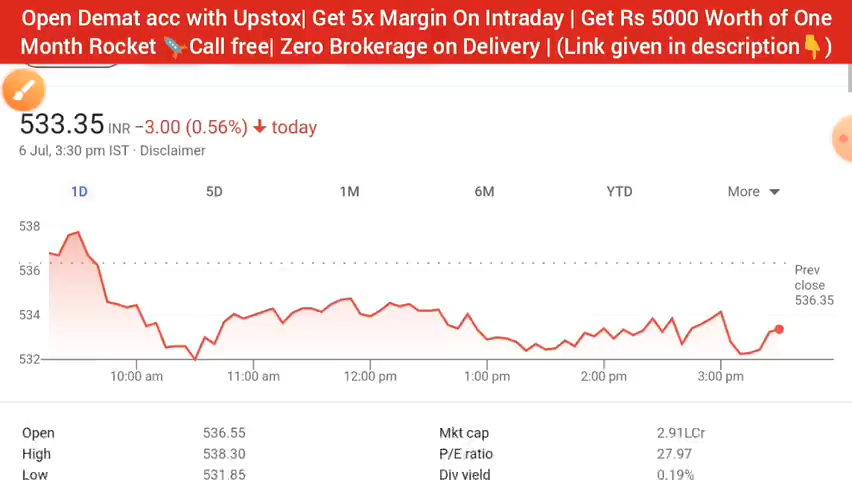 Open Demat acc with Upstox| Get 5x Margin On Intraday | Get Rs 5000 Worth of One
Month Rocket 🚀Call free| Zero Brokerage on Delivery | (Link given in description👇)
533.35 INR −3.00 (0.56%) ↓ today
6 Jul, 3:30 pm IST · Disclaimer
1D 5D 1M 6M YTD More
538
536
534
532
Prev
close
536.35
10:00 am 11:00 am 12:00 pm 1:00 pm 2:00 pm 3:00 pm
Open 536.55 Mkt cap 2.91LCr
High 538.30 P/E ratio 27.97
Low 531.85 Div yield 0.19%